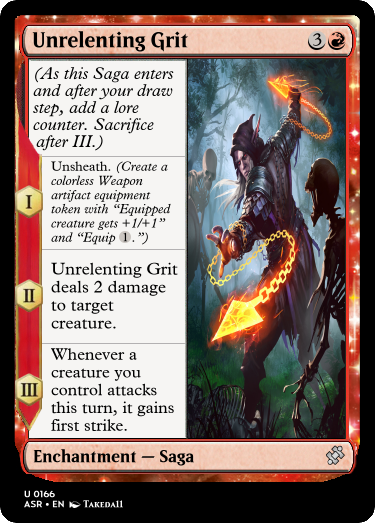 Unrelenting Grit 3
(As this Saga enters
and after your draw
step, add a lore
counter. Sacrifice
after III.)
I
Unsheath. (Create a
colorless Weapon
artifact equipment
token with “Equipped
creature gets +1/+1”
and “Equip 1.”)
II
Unrelenting Grit
deals 2 damage
to target
creature.
III
Whenever a
creature you
control attacks
this turn, it gains
first strike.
Enchantment — Saga
U 0166
ASR • EN Takeda11